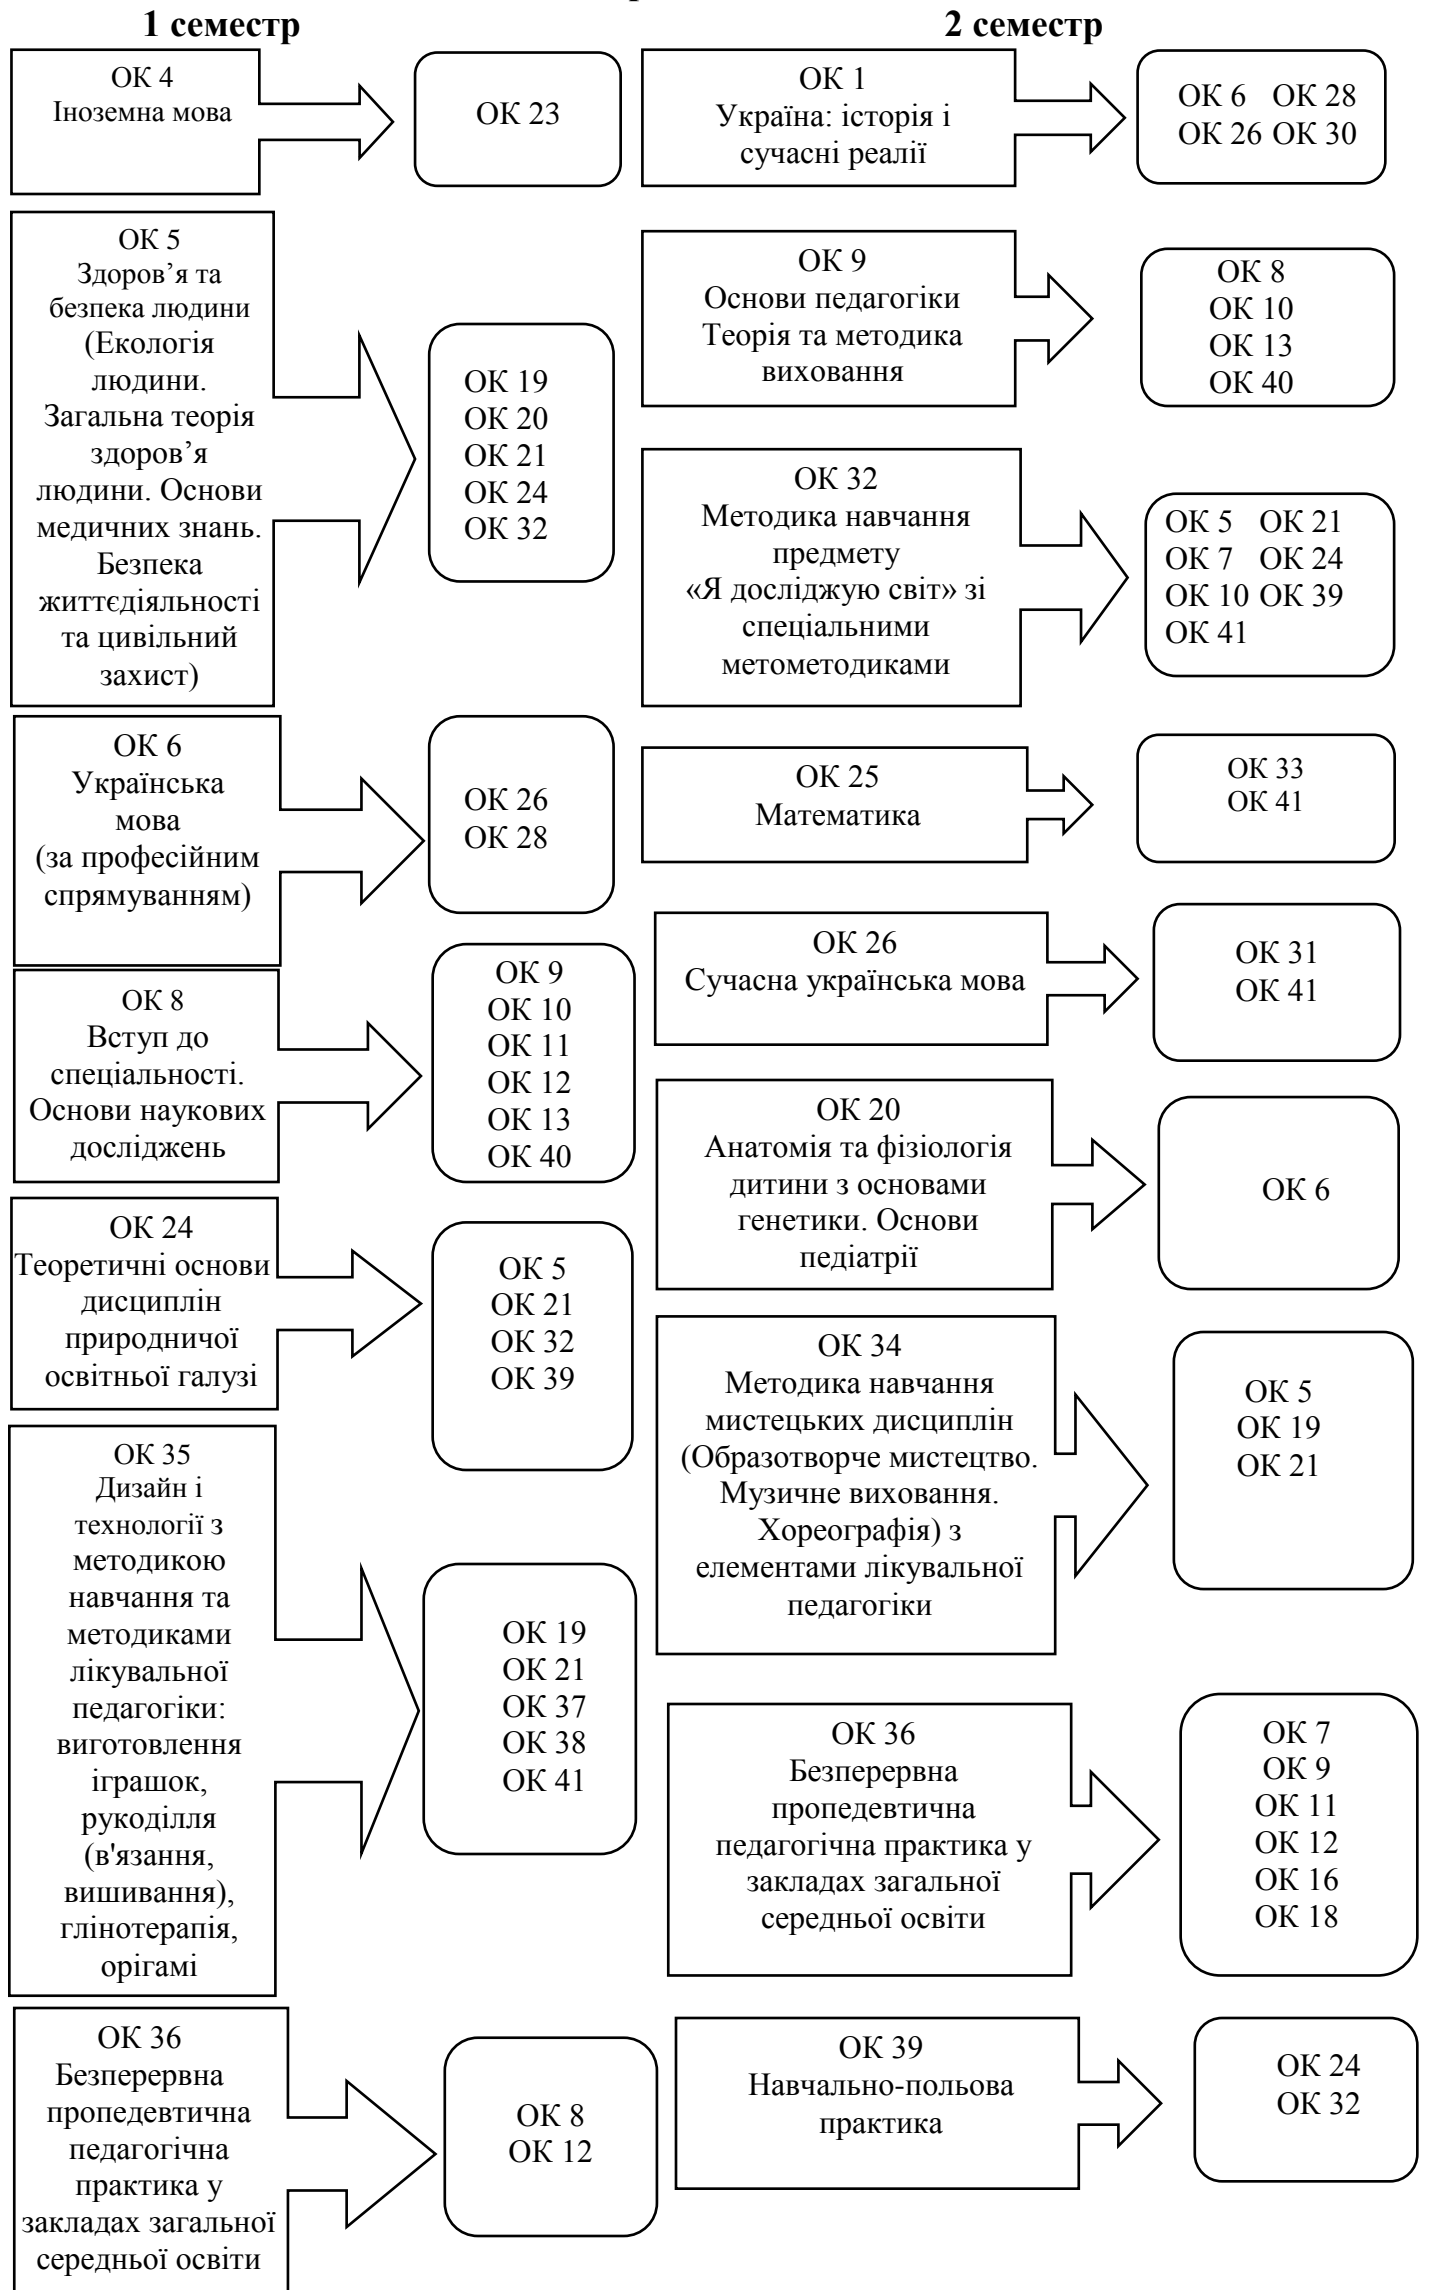 1 семестр
ОК 4
Іноземна мова
ОК 23
ОК 5
Здоров’я та
безпека людини
(Екологія
людини.
Загальна теорія
здоров’я
людини. Основи
медичних знань.
Безпека
життєдіяльності
та цивільний
захист)
ОК 19
ОК 20
ОК 21
ОК 24
ОК 32
ОК 6
Українська
мова
(за професійним
спрямуванням)
ОК 26
ОК 28
ОК 8
Вступ до
спеціальності.
Основи наукових
досліджень
ОК 9
ОК 10
ОК 11
ОК 12
ОК 13
ОК 40
ОК 24
Теоретичні основи
дисциплін
природничої
освітньої галузі
ОК 5
ОК 21
ОК 32
ОК 39
ОК 35
Дизайн і
технології з
методикою
навчання та
методиками
лікувальної
педагогіки:
виготовлення
іграшок,
рукоділля
(в'язання,
вишивання),
глінотерапія,
орігамі
ОК 19
ОК 21
ОК 37
ОК 38
ОК 41
ОК 36
Безперервна
пропедевтична
педагогічна
практика у
закладах загальної
середньої освіти
ОК 8
ОК 12
2 семестр
ОК 1
Україна: історія і
сучасні реалії
ОК 6 ОК 28
ОК 26 ОК 30
ОК 9
Основи педагогіки
Теорія та методика
виховання
ОК 8
ОК 10
ОК 13
ОК 40
ОК 32
Методика навчання
предмету
«Я досліджую світ» зі
спеціальними
метометодиками
ОК 5 ОК 21
ОК 7 ОК 24
ОК 10 ОК 39
ОК 41
ОК 25
Математика
ОК 33
ОК 41
ОК 26
Сучасна українська мова
ОК 31
ОК 41
ОК 20
Анатомія та фізіологія
дитини з основами
генетики. Основи
педіатрії
ОК 6
ОК 34
Методика навчання
мистецьких дисциплін
(Образотворче мистецтво.
Музичне виховання.
Хореографія) з
елементами лікувальної
педагогіки
ОК 5
ОК 19
ОК 21
ОК 36
Безперервна
пропедевтична
педагогічна практика у
закладах загальної
середньої освіти
ОК 7
ОК 9
ОК 11
ОК 12
ОК 16
ОК 18
ОК 39
Навчально-польова
практика
ОК 24
ОК 32